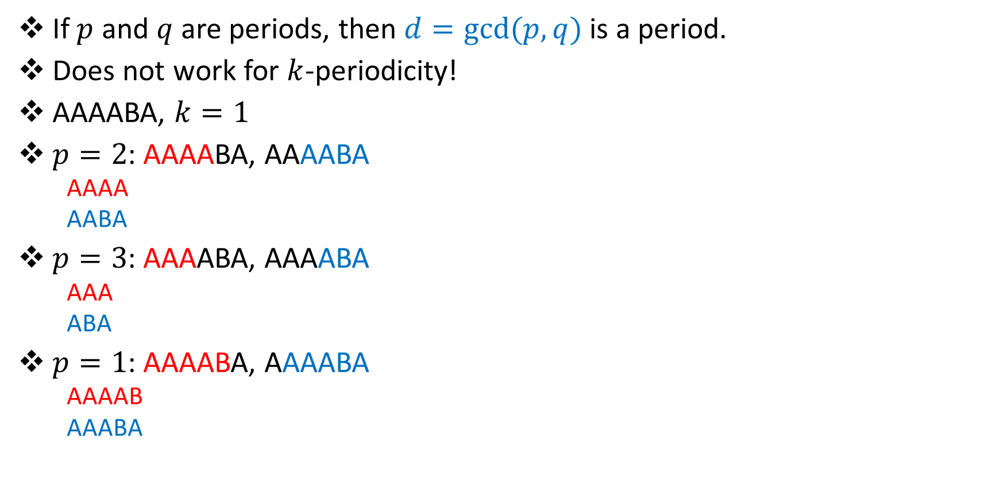 ❖ If p and q are periods, then d = gcd(p, q) is a period.
❖ Does not work for k-periodicity!
❖ AAAABA, k = 1
❖ p = 2: AAAABA, AAAABA
AAAA
AABA
❖ p = 3: AAAABA, AAAABA
AAA
ABA
❖ p = 1: AAAABA, AAAABA
AAAAB
AAABA